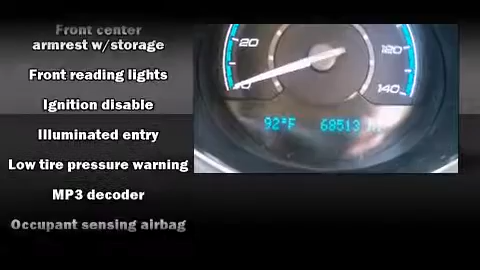 Front center
armrest w/storage
Front reading lights
Ignition disable
Illuminated entry
Low tire pressure warning
MP3 decoder
Occupant sensing airbag
20
120
140
92°F 68513